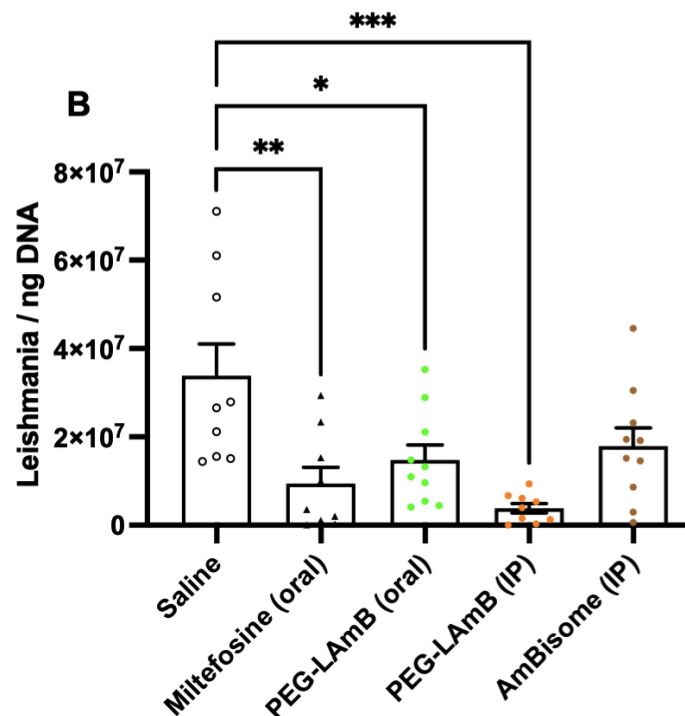 ***
B
*
**
8×10⁷
6×10⁷
4×10⁷
2×10⁷
0
Leishmania / ng DNA
Saline
Miltefosine (oral)
PEG-LAmB (oral)
PEG-LAmB (IP)
AmBisome (IP)